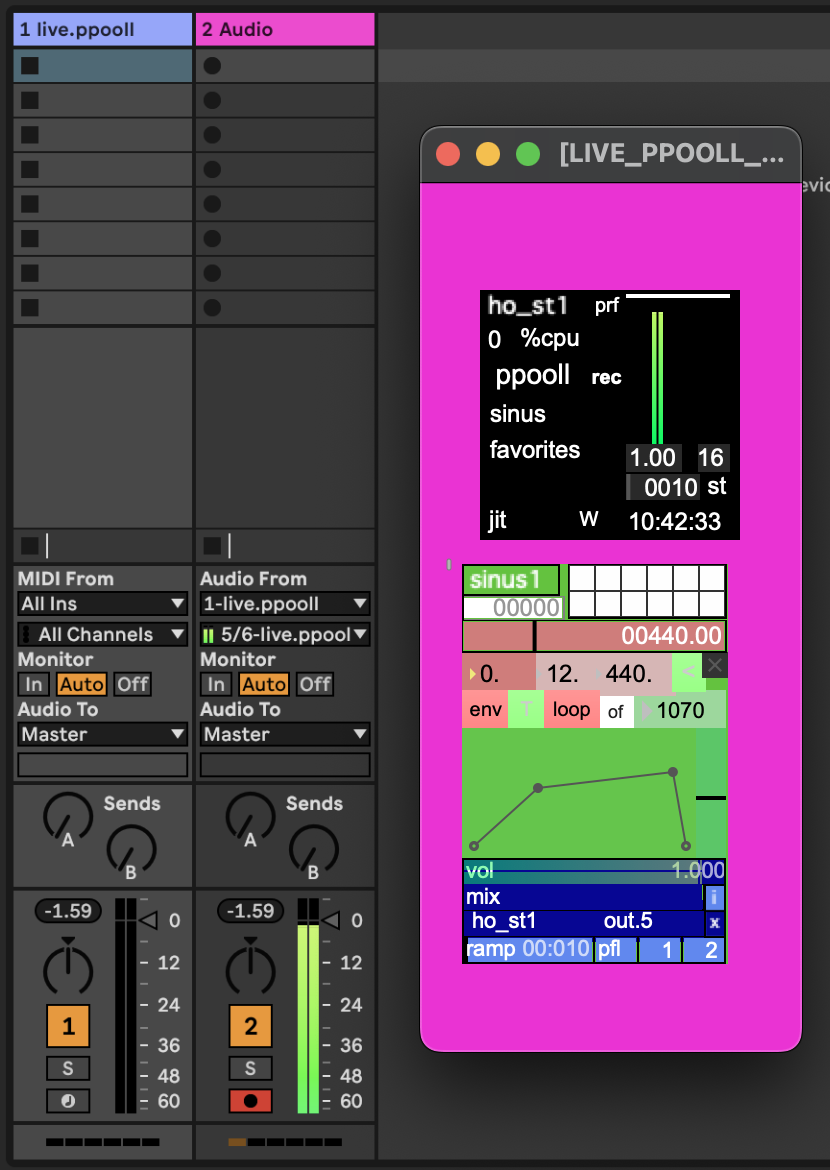 1 live.ppooll
2 Audio
MIDI From
All Ins
All Channels
Monitor
In Auto Off
Audio To
Master
Sends
A
B
-1.59
0
12
24
36
48
60
1
S
Audio From
1-live.ppooll
5/6-live.ppool
Monitor
In Auto Off
Audio To
Master
Sends
A
B
-1.59
0
12
24
36
48
60
2
S
[LIVE_PPOOLL_...
evic
ho_st1 prf
0 %cpu
ppooll rec
sinus
favorites
1.00 16
0010 st
jit W 10:42:33
sinus1
00000
00440.00
0. 12. 440. <
env T loop of 1070
vol 1.000
mix i
ho_st1 out.5 x
ramp 00:010 pfl 1 2